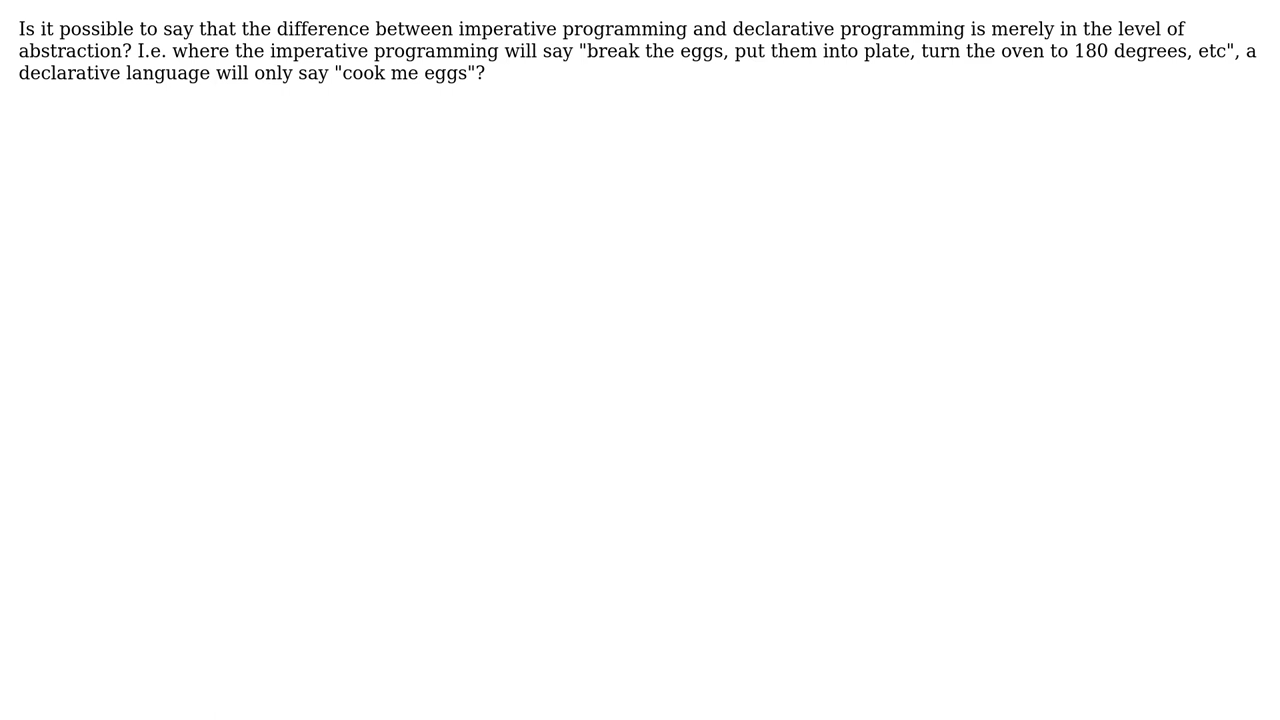 Is it possible to say that the difference between imperative programming and declarative programming is merely in the level of
abstraction? I.e. where the imperative programming will say "break the eggs, put them into plate, turn the oven to 180 degrees, etc", a
declarative language will only say "cook me eggs"?